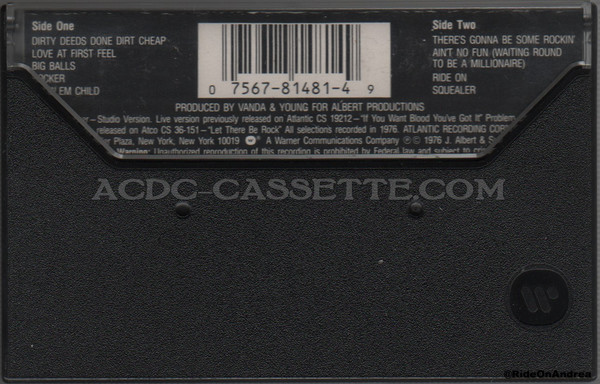 Side One
DIRTY DEEDS DONE DIRT CHEAP
LOVE AT FIRST FEEL
BIG BALLS
OCKER
LEM CHILD
0 7567-81481-4 9
Side Two
THERE'S GONNA BE SOME ROCKIN'
AIN'T NO FUN (WAITING ROUND
TO BE A MILLIONAIRE)
RIDE ON
SQUEALER
PRODUCED BY VANDA & YOUNG FOR ALBERT PRODUCTIONS
– Studio Version. Live version previously released on Atlantic CS 19212 – "If You Want Blood You've Got It" Problem
released on Atco CS 36-151 – "Let There Be Rock" All selections recorded in 1976. ATLANTIC RECORDING COR
Plaza, New York, New York 10019 A Warner Communications Company ℗© 1976 J. Albert & S
Warning: Unauthorized reproduction of this recording is prohibited by Federal law and subject to
ACDC-CASSETTE.COM
©RideOnAndrea